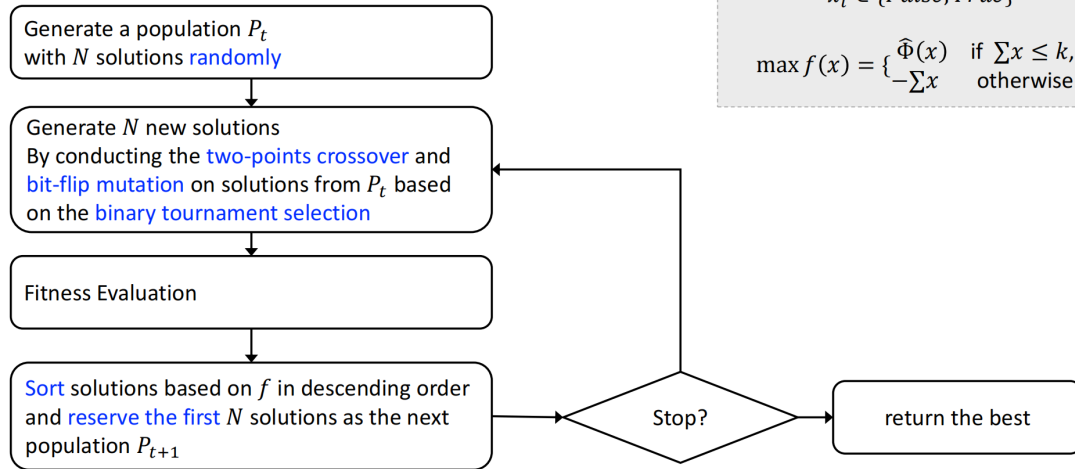 Generate a population P_t
with N solutions randomly
max f(x) = { Φ̂(x) if ∑x ≤ k,
−∑x otherwise
Generate N new solutions
By conducting the two-points crossover and
bit-flip mutation on solutions from P_t based
on the binary tournament selection
Fitness Evaluation
Sort solutions based on f in descending order
and reserve the first N solutions as the next
population P_{t+1}
Stop?
return the best